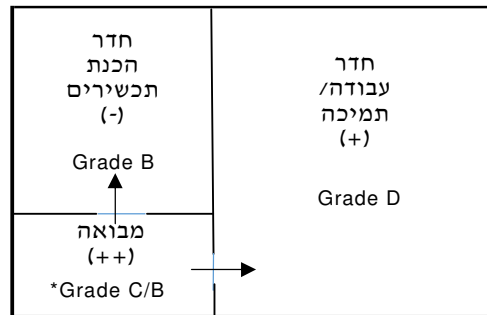 חדר
הכנת
תכשירים
(-)
Grade B
חדר
עבודה/
תמיכה
(+)
Grade D
מבואה
(++)
*Grade C/B